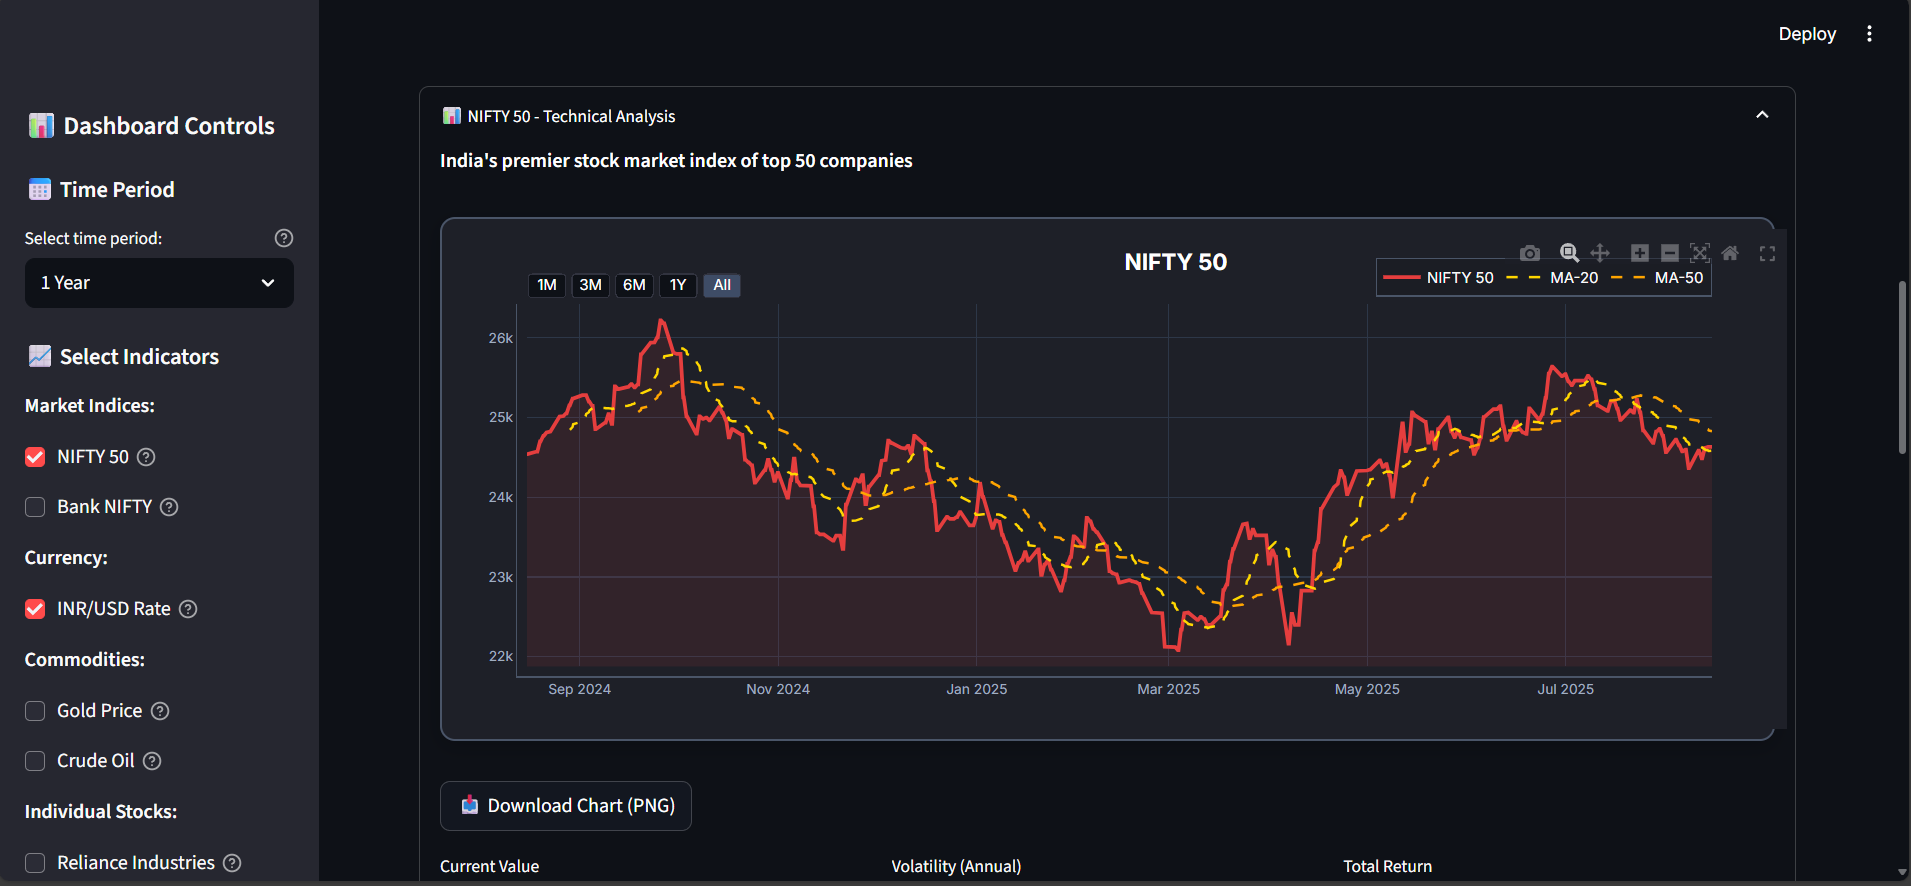 Deploy
Dashboard Controls
Time Period
Select time period:
1 Year
Select Indicators
Market Indices:
NIFTY 50
Bank NIFTY
Currency:
INR/USD Rate
Commodities:
Gold Price
Crude Oil
Individual Stocks:
Reliance Industries
NIFTY 50 - Technical Analysis
India's premier stock market index of top 50 companies
NIFTY 50
1M 3M 6M 1Y All
NIFTY 50 MA-20 MA-50
26k
25k
24k
23k
22k
Sep 2024 Nov 2024 Jan 2025 Mar 2025 May 2025 Jul 2025
Download Chart (PNG)
Current Value Volatility (Annual) Total Return